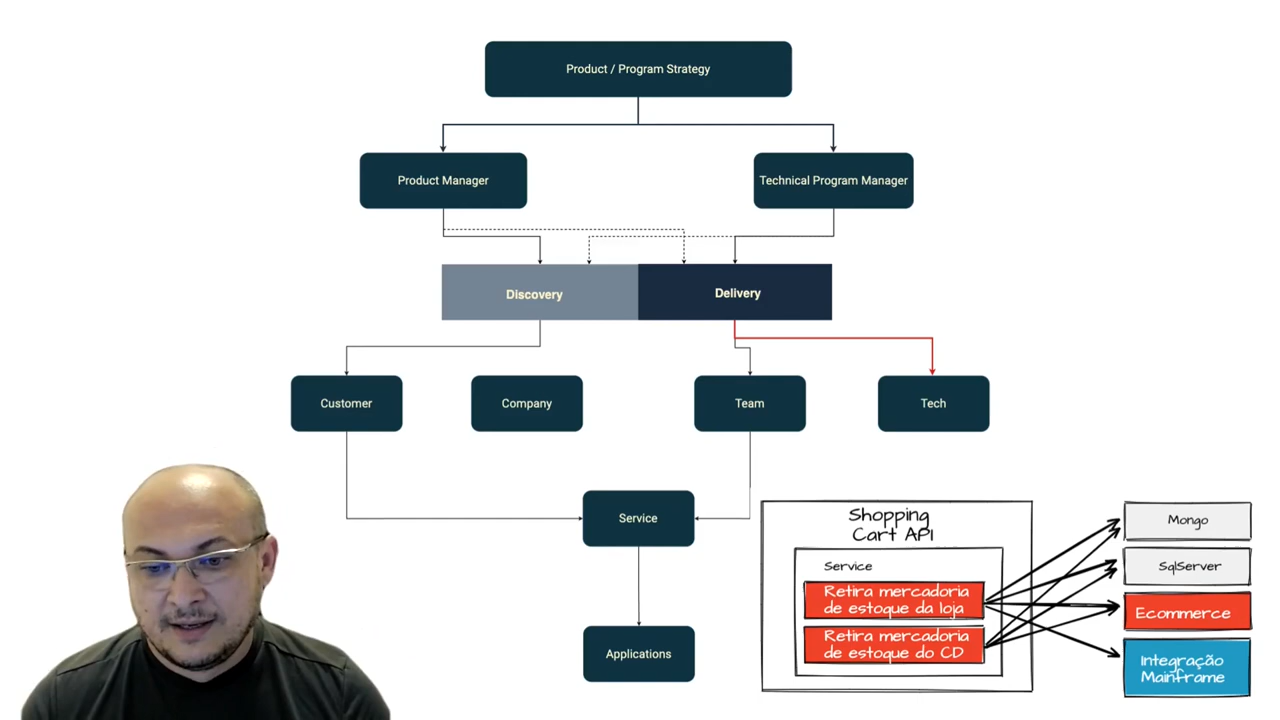 Product / Program Strategy
Product Manager
Technical Program Manager
Discovery
Delivery
Customer
Company
Team
Tech
Service
Applications
Shopping
Cart API
Service
Retira mercadoria
de estoque da loja
Retira mercadoria
de estoque do CD
Mongo
SqlServer
Ecommerce
Integração
Mainframe